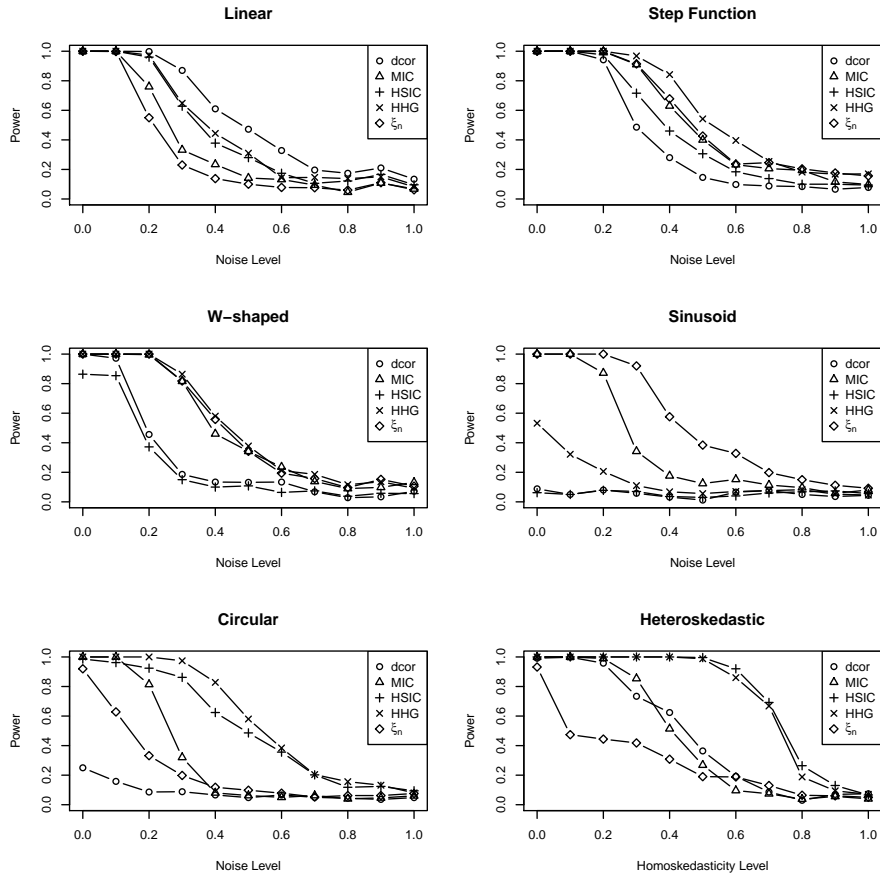 Linear
Power
0.0 0.2 0.4 0.6 0.8 1.0
dcor
MIC
HSIC
HHG
ξn
0.0 0.2 0.4 0.6 0.8 1.0
Noise Level
Step Function
Power
0.0 0.2 0.4 0.6 0.8 1.0
dcor
MIC
HSIC
HHG
ξn
0.0 0.2 0.4 0.6 0.8 1.0
Noise Level
W−shaped
Power
0.0 0.2 0.4 0.6 0.8 1.0
dcor
MIC
HSIC
HHG
ξn
0.0 0.2 0.4 0.6 0.8 1.0
Noise Level
Sinusoid
Power
0.0 0.2 0.4 0.6 0.8 1.0
dcor
MIC
HSIC
HHG
ξn
0.0 0.2 0.4 0.6 0.8 1.0
Noise Level
Circular
Power
0.0 0.2 0.4 0.6 0.8 1.0
dcor
MIC
HSIC
HHG
ξn
0.0 0.2 0.4 0.6 0.8 1.0
Noise Level
Heteroskedastic
Power
0.0 0.2 0.4 0.6 0.8 1.0
dcor
MIC
HSIC
HHG
ξn
0.0 0.2 0.4 0.6 0.8 1.0
Homoskedasticity Level